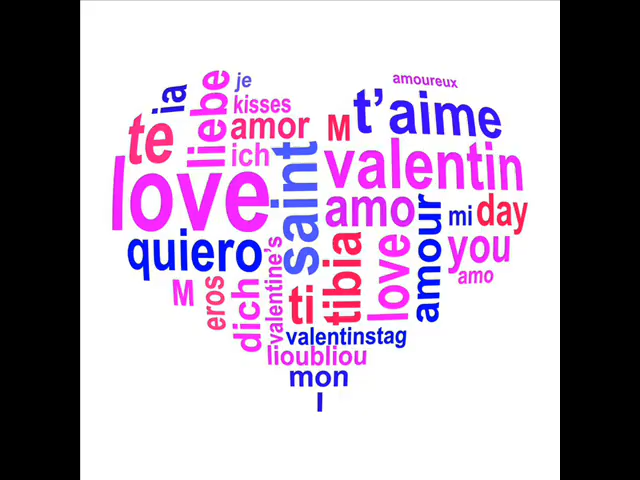 je
amoureux
ia
liebe
kisses
t'aime
te
amor
M
ich
valentin
love
saint
amo
mi
day
quiero
amour
you
valentine's
tibia
love
amo
M
eros
dich
ti
valentinstag
lioubliou
mon
I